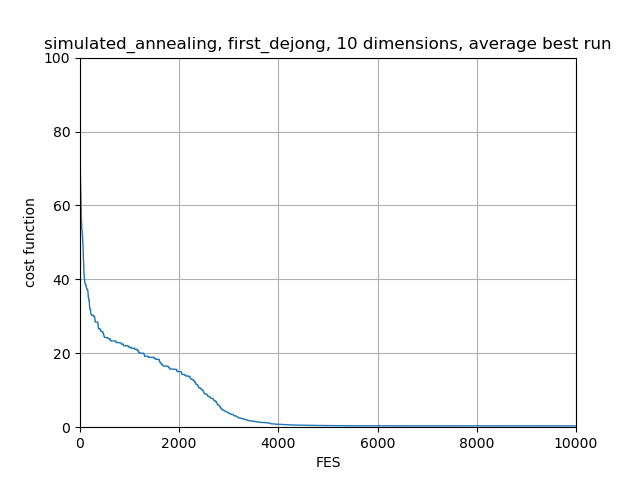 simulated_annealing, first_dejong, 10 dimensions, average best run
100
80
60
40
20
0
cost function
0 2000 4000 6000 8000 10000
FES